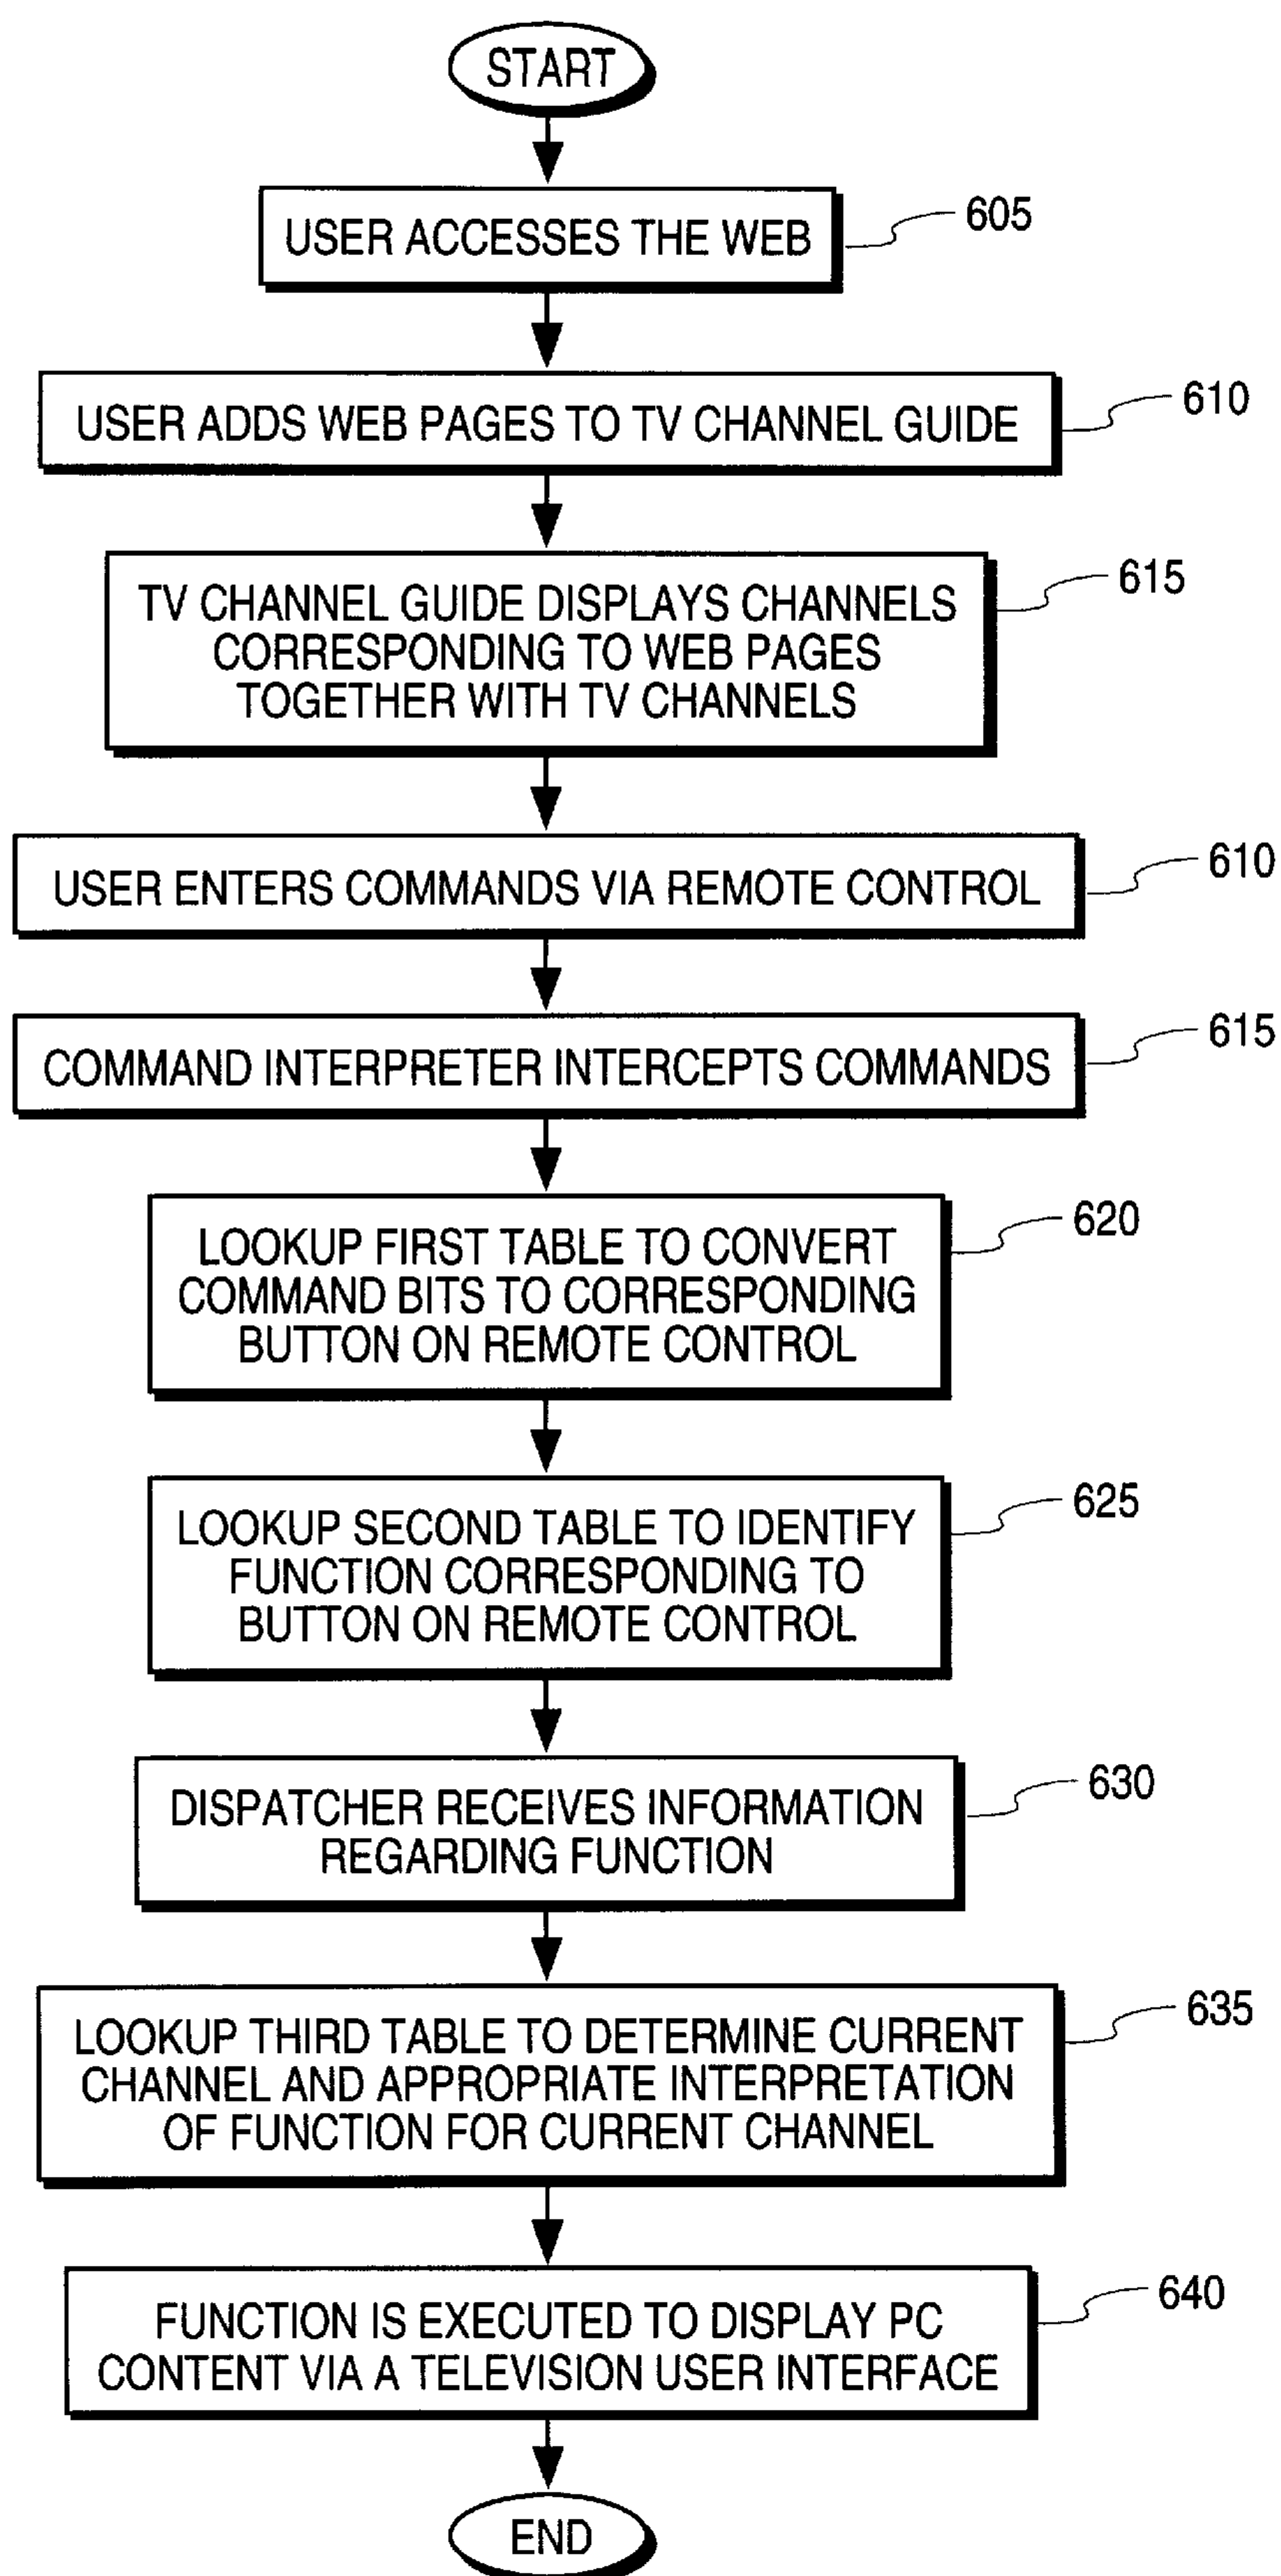 START
USER ACCESSES THE WEB
605
USER ADDS WEB PAGES TO TV CHANNEL GUIDE
610
TV CHANNEL GUIDE DISPLAYS CHANNELS
CORRESPONDING TO WEB PAGES
TOGETHER WITH TV CHANNELS
615
USER ENTERS COMMANDS VIA REMOTE CONTROL
610
COMMAND INTERPRETER INTERCEPTS COMMANDS
615
LOOKUP FIRST TABLE TO CONVERT
COMMAND BITS TO CORRESPONDING
BUTTON ON REMOTE CONTROL
620
LOOKUP SECOND TABLE TO IDENTIFY
FUNCTION CORRESPONDING TO
BUTTON ON REMOTE CONTROL
625
DISPATCHER RECEIVES INFORMATION
REGARDING FUNCTION
630
LOOKUP THIRD TABLE TO DETERMINE CURRENT
CHANNEL AND APPROPRIATE INTERPRETATION
OF FUNCTION FOR CURRENT CHANNEL
635
FUNCTION IS EXECUTED TO DISPLAY PC
CONTENT VIA A TELEVISION USER INTERFACE
640
END